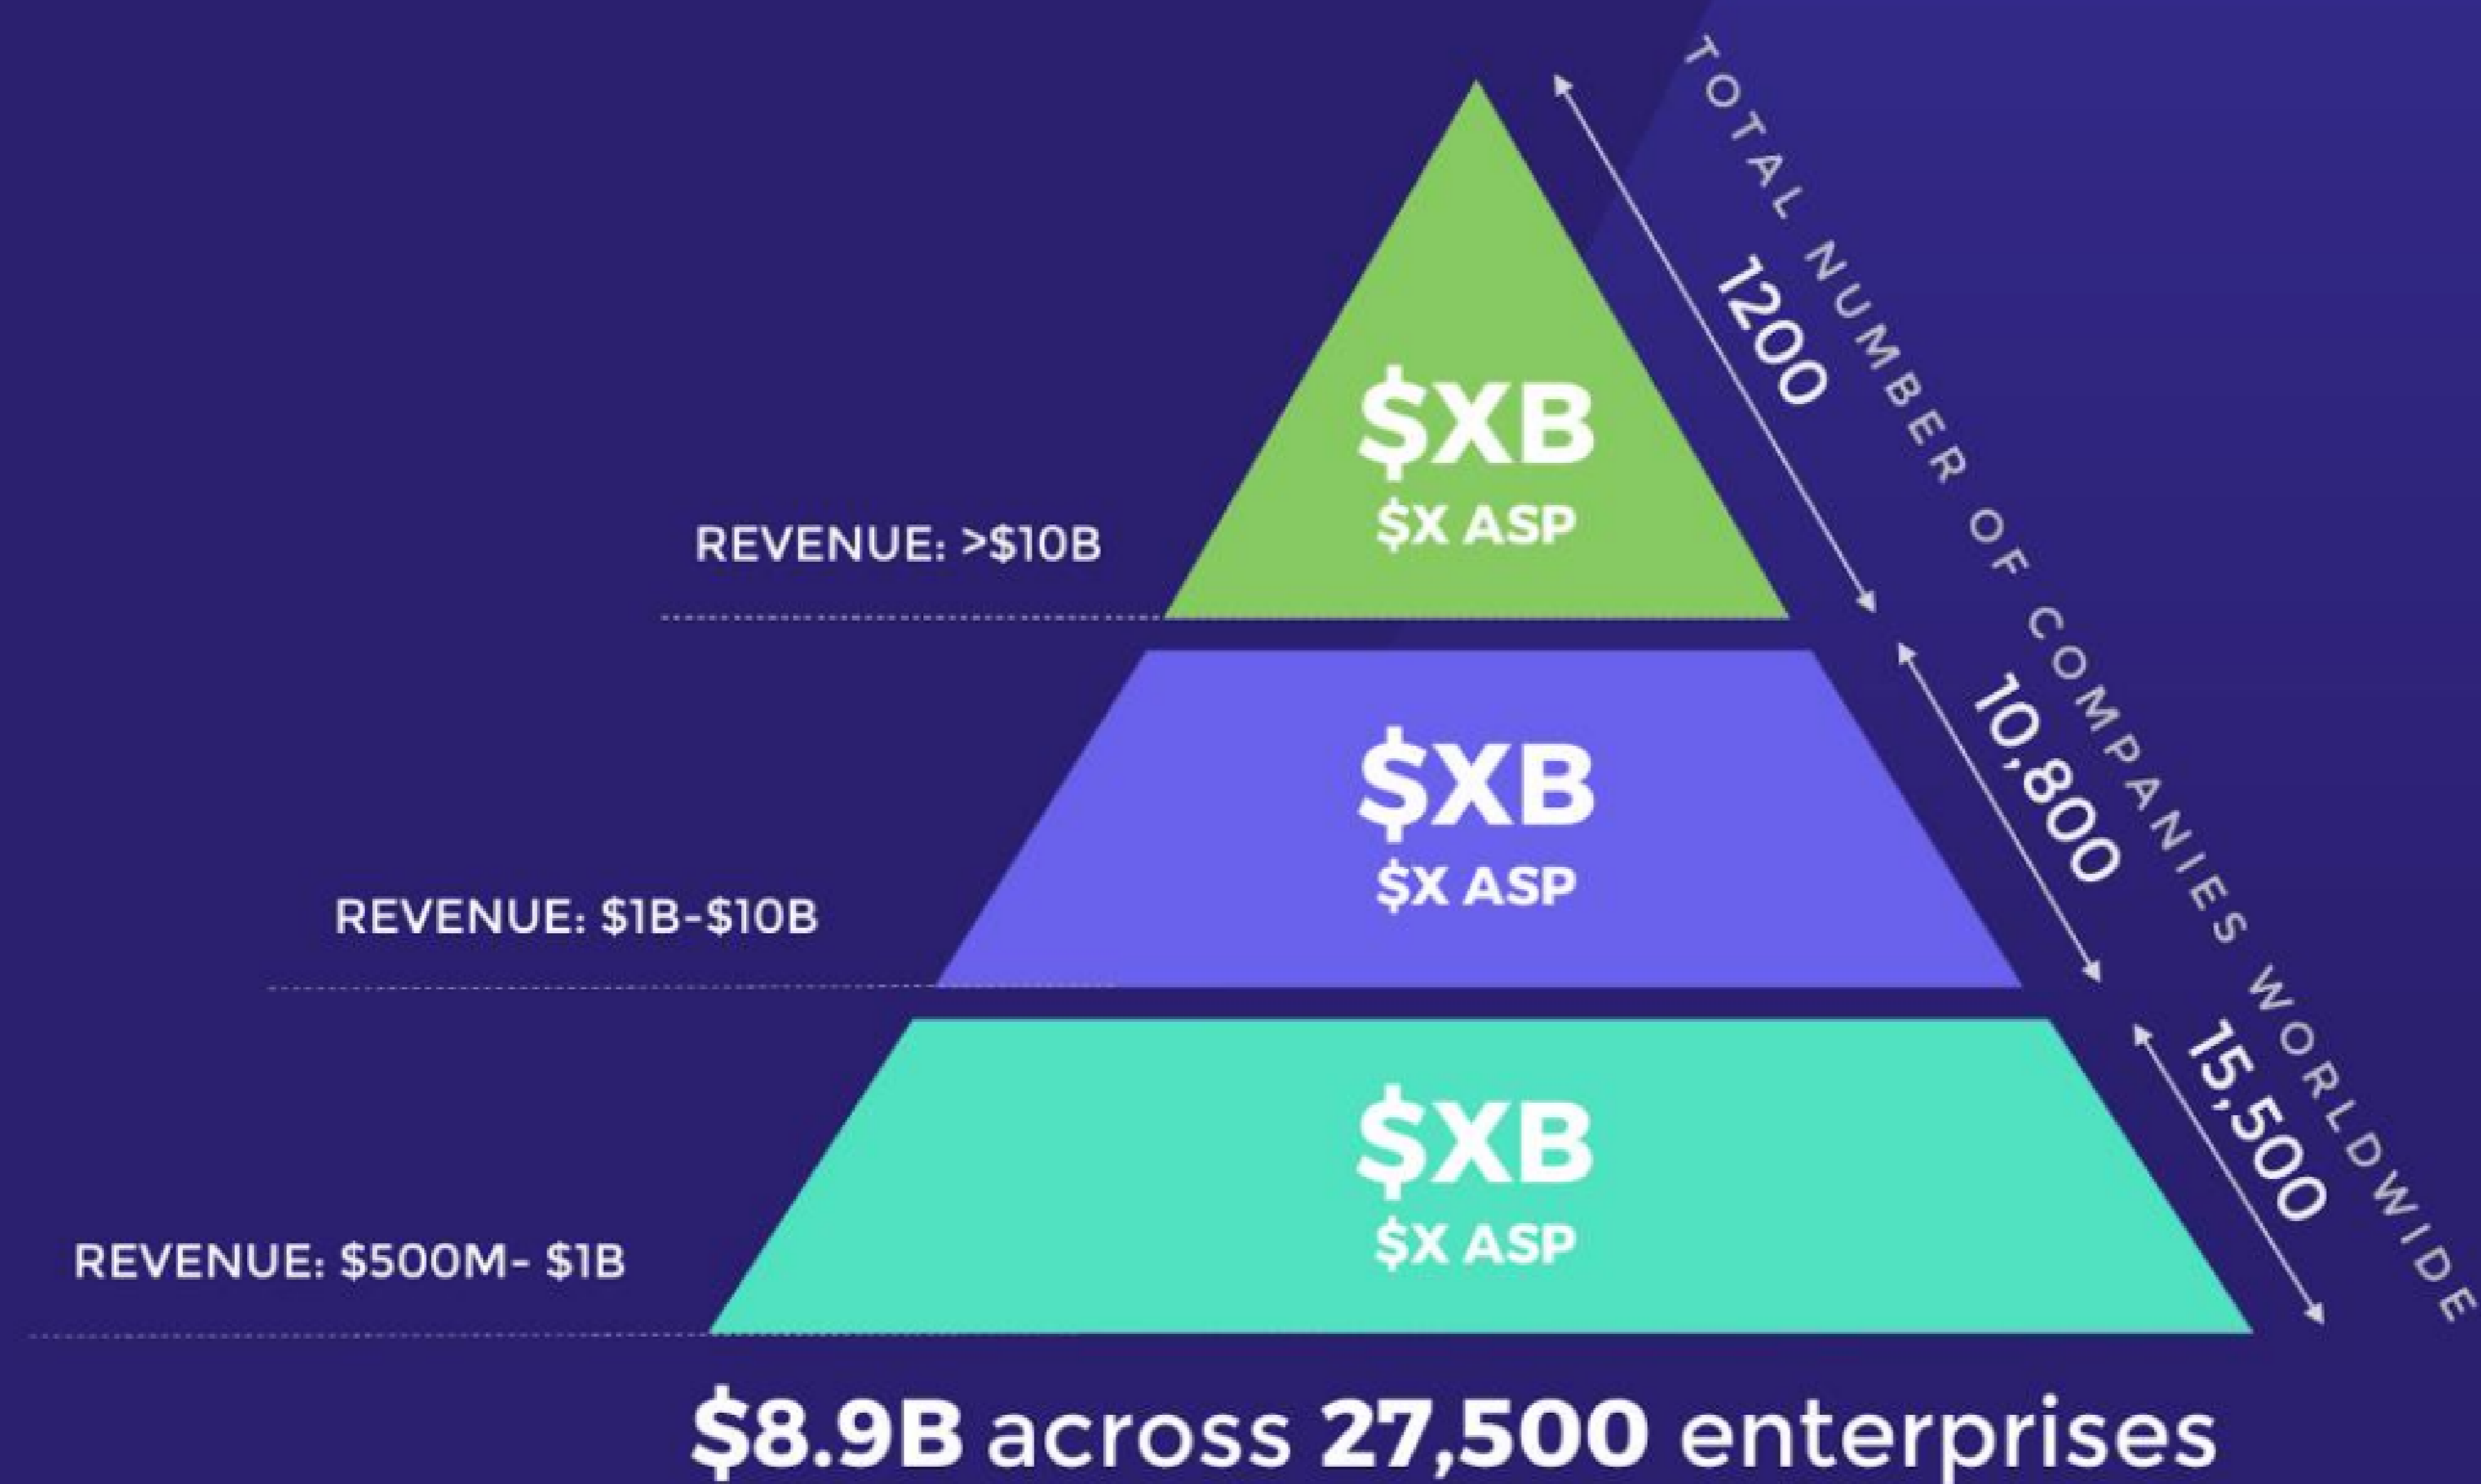 TOTAL NUMBER OF COMPANIES WORLDWIDE
1200
$XB
$X ASP
REVENUE: >$10B
10,800
$XB
$X ASP
REVENUE: $1B-$10B
15,500
$XB
$X ASP
REVENUE: $500M- $1B
$8.9B across 27,500 enterprises